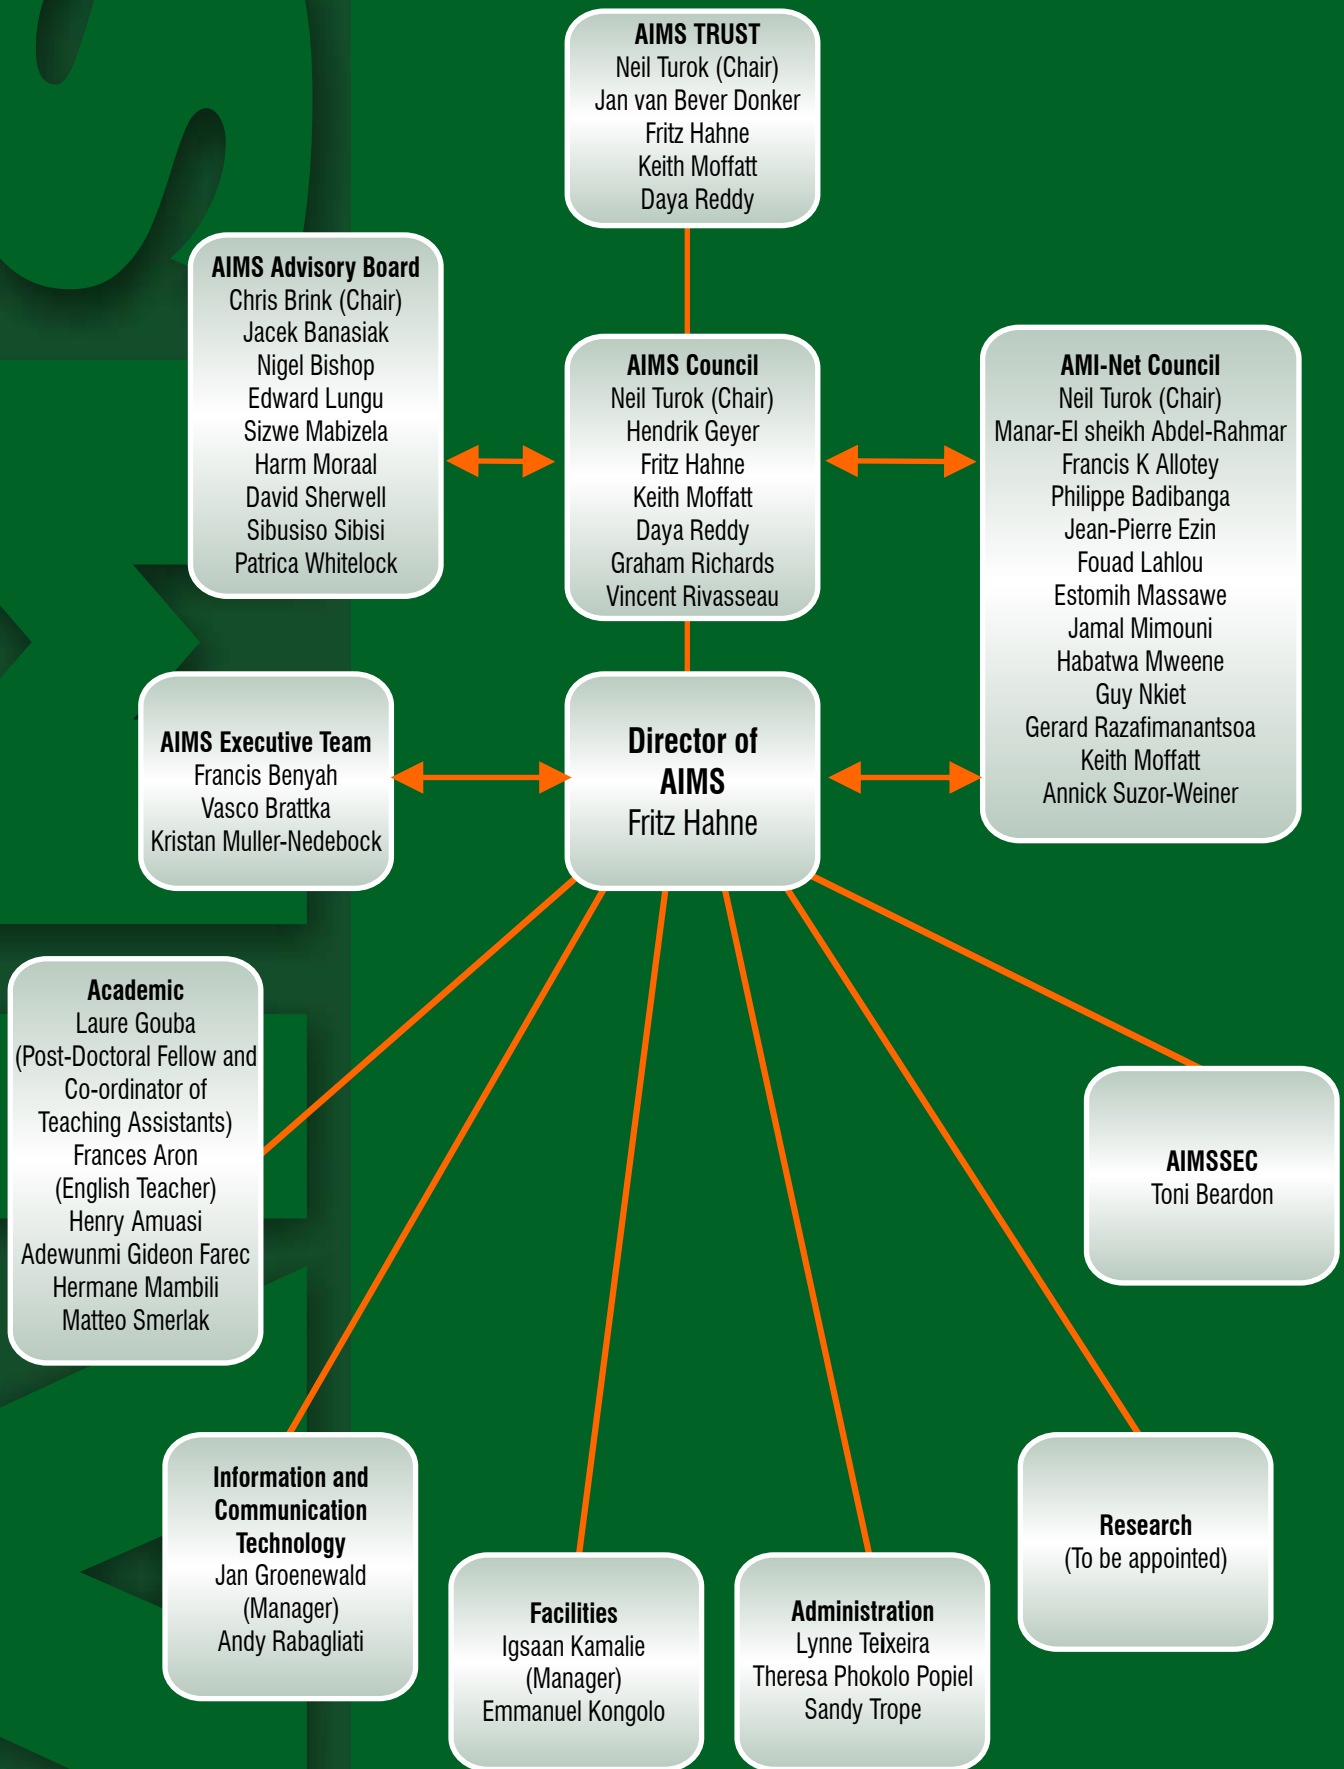 AIMS TRUST
Neil Turok (Chair)
Jan van Bever Donker
Fritz Hahne
Keith Moffatt
Daya Reddy
AIMS Advisory Board
Chris Brink (Chair)
Jacek Banasiak
Nigel Bishop
Edward Lungu
Sizwe Mabizela
Harm Moraal
David Sherwell
Sibusiso Sibisi
Patrica Whitelock
AIMS Council
Neil Turok (Chair)
Hendrik Geyer
Fritz Hahne
Keith Moffatt
Daya Reddy
Graham Richards
Vincent Rivasseau
AMI-Net Council
Neil Turok (Chair)
Manar-El sheikh Abdel-Rahmar
Francis K Allotey
Philippe Badibanga
Jean-Pierre Ezin
Fouad Lahlou
Estomih Massawe
Jamal Mimouni
Habatwa Mweene
Guy Nkiet
Gerard Razafimanantsoa
Keith Moffatt
Annick Suzor-Weiner
AIMS Executive Team
Francis Benyah
Vasco Brattka
Kristan Muller-Nedebock
Director of
AIMS
Fritz Hahne
Academic
Laure Gouba
(Post-Doctoral Fellow and
Co-ordinator of
Teaching Assistants)
Frances Aron
(English Teacher)
Henry Amuasi
Adewunmi Gideon Farec
Hermane Mambili
Matteo Smerlak
AIMSSEC
Toni Beardon
Information and
Communication
Technology
Jan Groenewald
(Manager)
Andy Rabagliati
Facilities
Igsaan Kamalie
(Manager)
Emmanuel Kongolo
Administration
Lynne Teixeira
Theresa Phokolo Popiel
Sandy Trope
Research
(To be appointed)